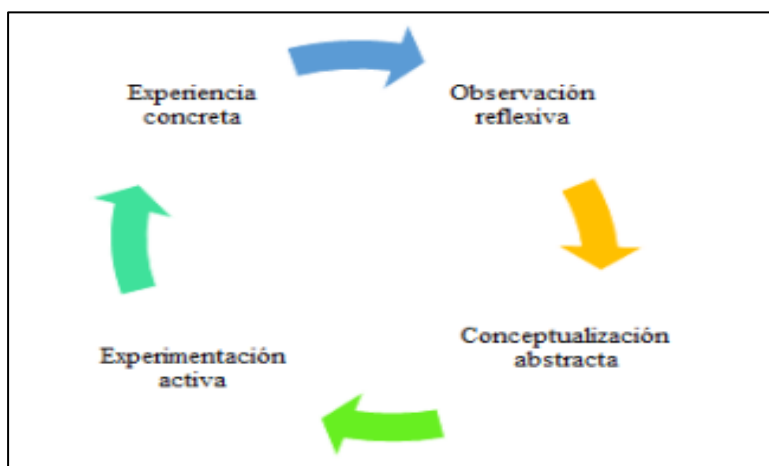 Experiencia
concreta
Observación
reflexiva
Conceptualización
abstracta
Experimentación
activa